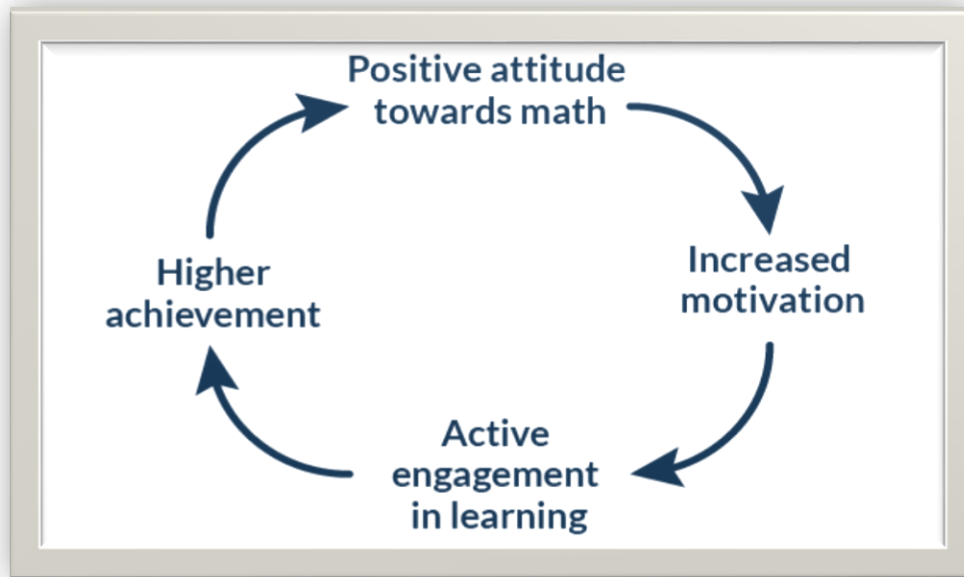 Positive attitude
towards math
Increased
motivation
Active
engagement
in learning
Higher
achievement